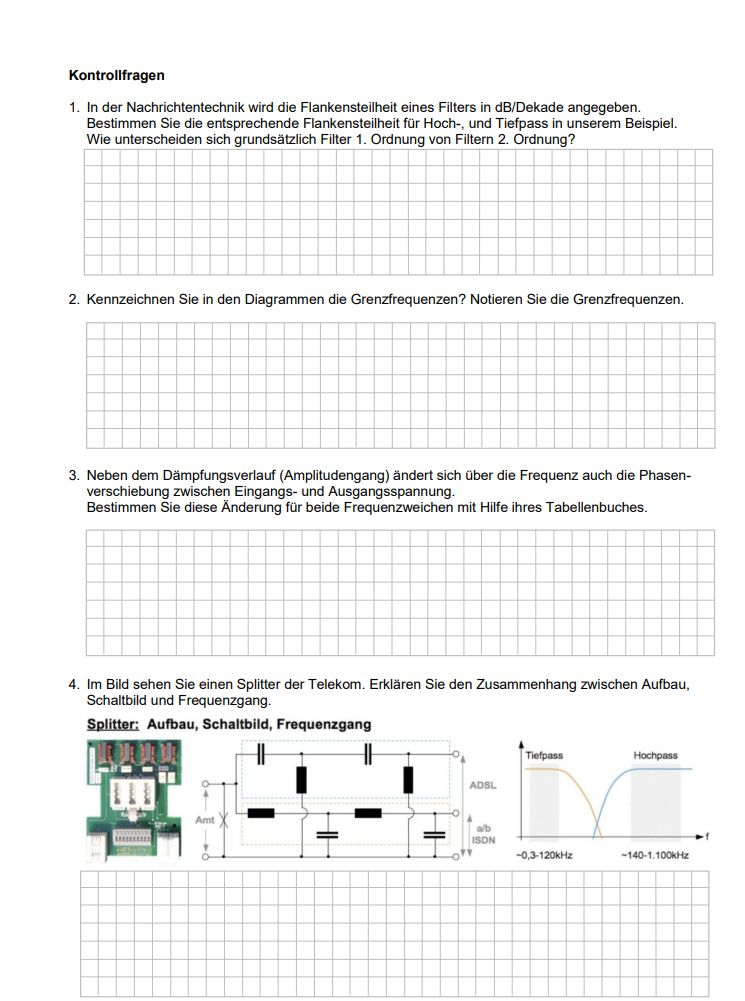 Kontrollfragen
1. In der Nachrichtentechnik wird die Flankensteilheit eines Filters in dB/Dekade angegeben.
Bestimmen Sie die entsprechende Flankensteilheit für Hoch-, und Tiefpass in unserem Beispiel.
Wie unterscheiden sich grundsätzlich Filter 1. Ordnung von Filtern 2. Ordnung?
2. Kennzeichnen Sie in den Diagrammen die Grenzfrequenzen? Notieren Sie die Grenzfrequenzen.
3. Neben dem Dämpfungsverlauf (Amplitudengang) ändert sich über die Frequenz auch die Phasen-
verschiebung zwischen Eingangs- und Ausgangsspannung.
Bestimmen Sie diese Änderung für beide Frequenzweichen mit Hilfe ihres Tabellenbuches.
4. Im Bild sehen Sie einen Splitter der Telekom. Erklären Sie den Zusammenhang zwischen Aufbau,
Schaltbild und Frequenzgang.
Splitter: Aufbau, Schaltbild, Frequenzgang
Tiefpass Hochpass
ADSL
Amt
a/b
ISDN
f
~0,3-120kHz ~140-1.100kHz